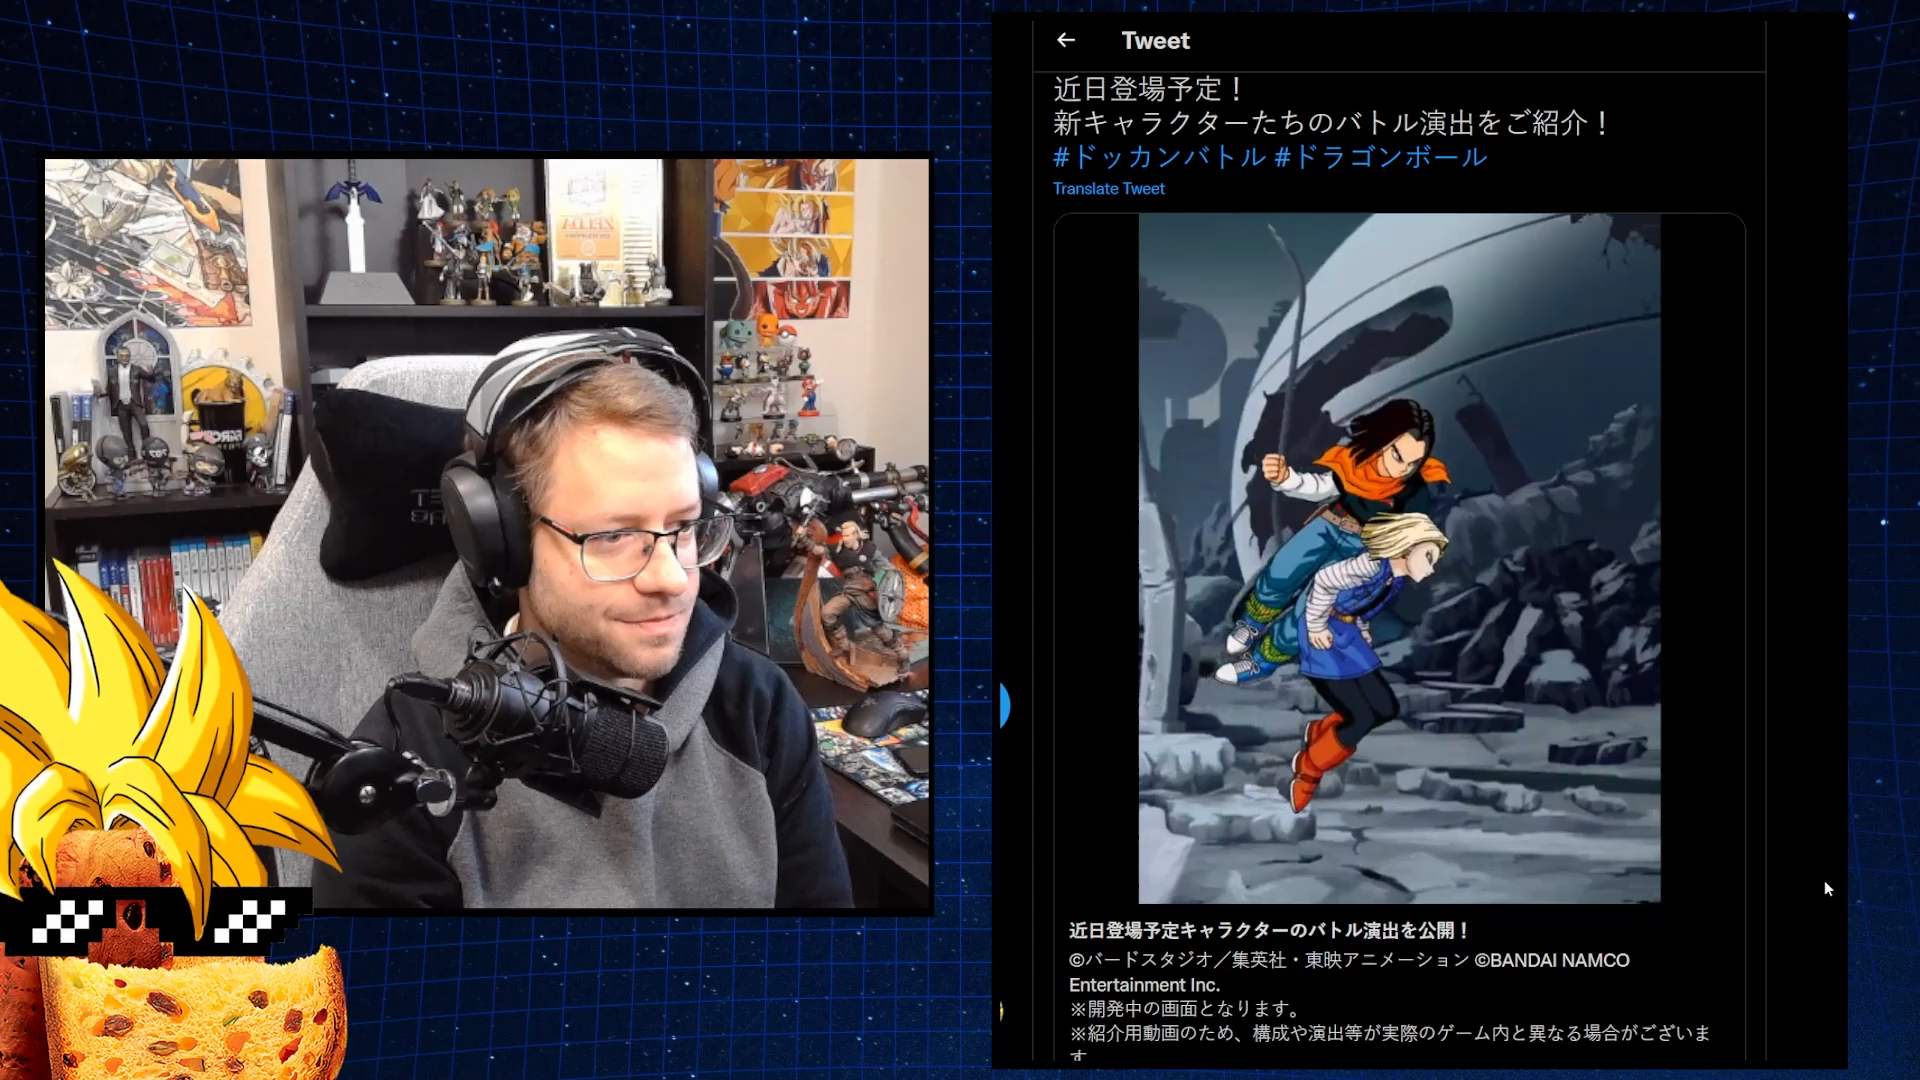 Tweet
近日登場予定！
新キャラクターたちのバトル演出をご紹介！
#ドッカンバトル #ドラゴンボール
Translate Tweet
近日登場予定キャラクターのバトル演出を公開！
©バードスタジオ／集英社・東映アニメーション ©BANDAI NAMCO
Entertainment Inc.
※開発中の画面となります。
※紹介用動画のため、構成や演出等が実際のゲーム内と異なる場合がございま
す
ZELDA